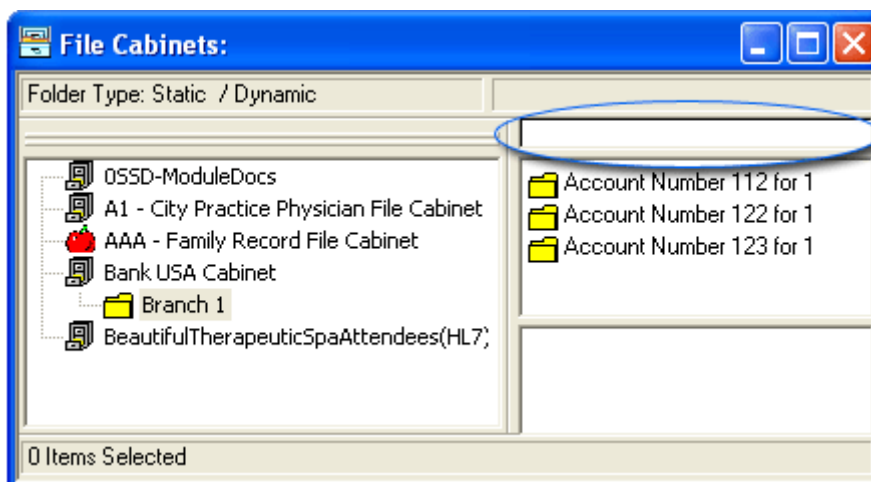 File Cabinets:
Folder Type: Static / Dynamic
0SSD-ModuleDocs
A1 - City Practice Physician File Cabinet
AAA - Family Record File Cabinet
Bank USA Cabinet
Branch 1
BeautifulTherapeuticSpaAttendees(HL7)
Account Number 112 for 1
Account Number 122 for 1
Account Number 123 for 1
0 Items Selected